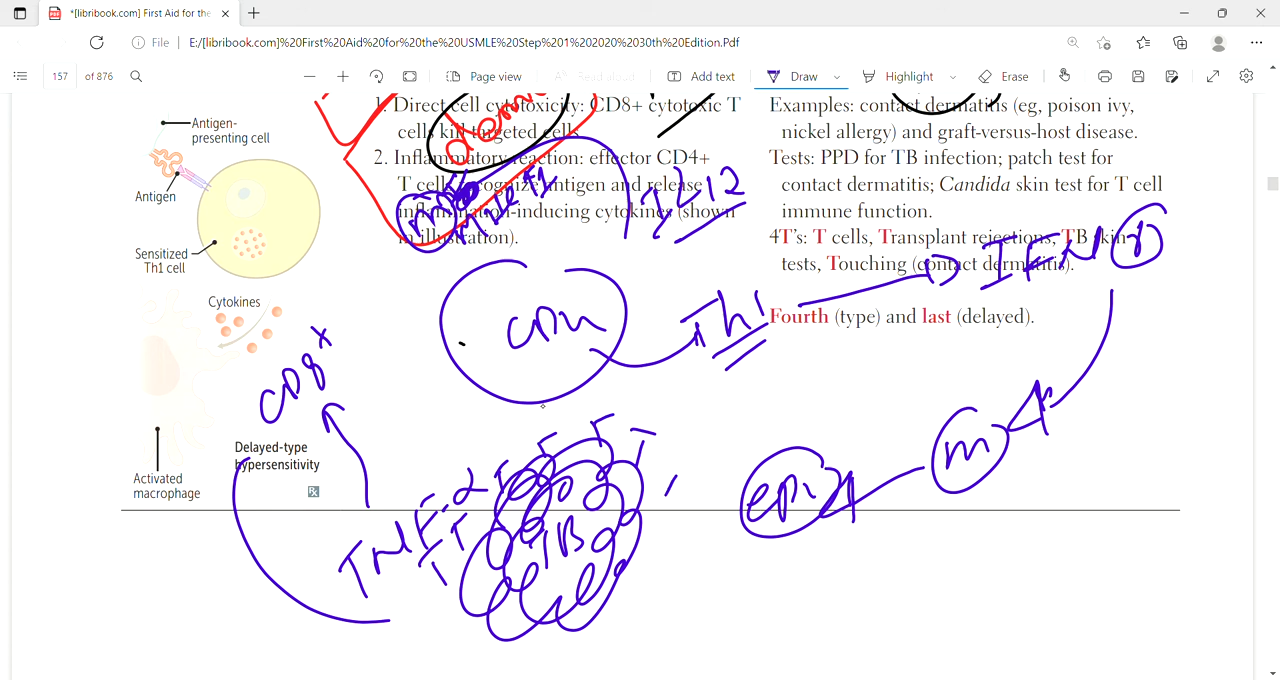 *[libribook.com] First Aid for the
File E:/[libribook.com]%20First%20Aid%20for%20the%20USMLE%20Step%201%202020%2030th%20Edition.Pdf
157 of 876 Page view Read aloud Add text Draw Highlight Erase
Antigen-
presenting cell
Antigen
Sensitized
Th1 cell
Cytokines
Activated
macrophage
Delayed-type
hypersensitivity
1. Direct cell cytotoxicity: CD8+ cytotoxic T
cells kill targeted cells
2. Inflammatory reaction: effector CD4+
T cells recognize antigen and release
inflammation-inducing cytokines (shown
in illustration).
Examples: contact dermatitis (eg, poison ivy,
nickel allergy) and graft-versus-host disease.
Tests: PPD for TB infection; patch test for
contact dermatitis; Candida skin test for T cell
immune function.
4T's: T cells, Transplant rejections, TB skin
tests, Touching (contact dermatitis).
Fourth (type) and last (delayed).
IL12
Th1
IFN γ
CD8+
TNF-α
m
TB